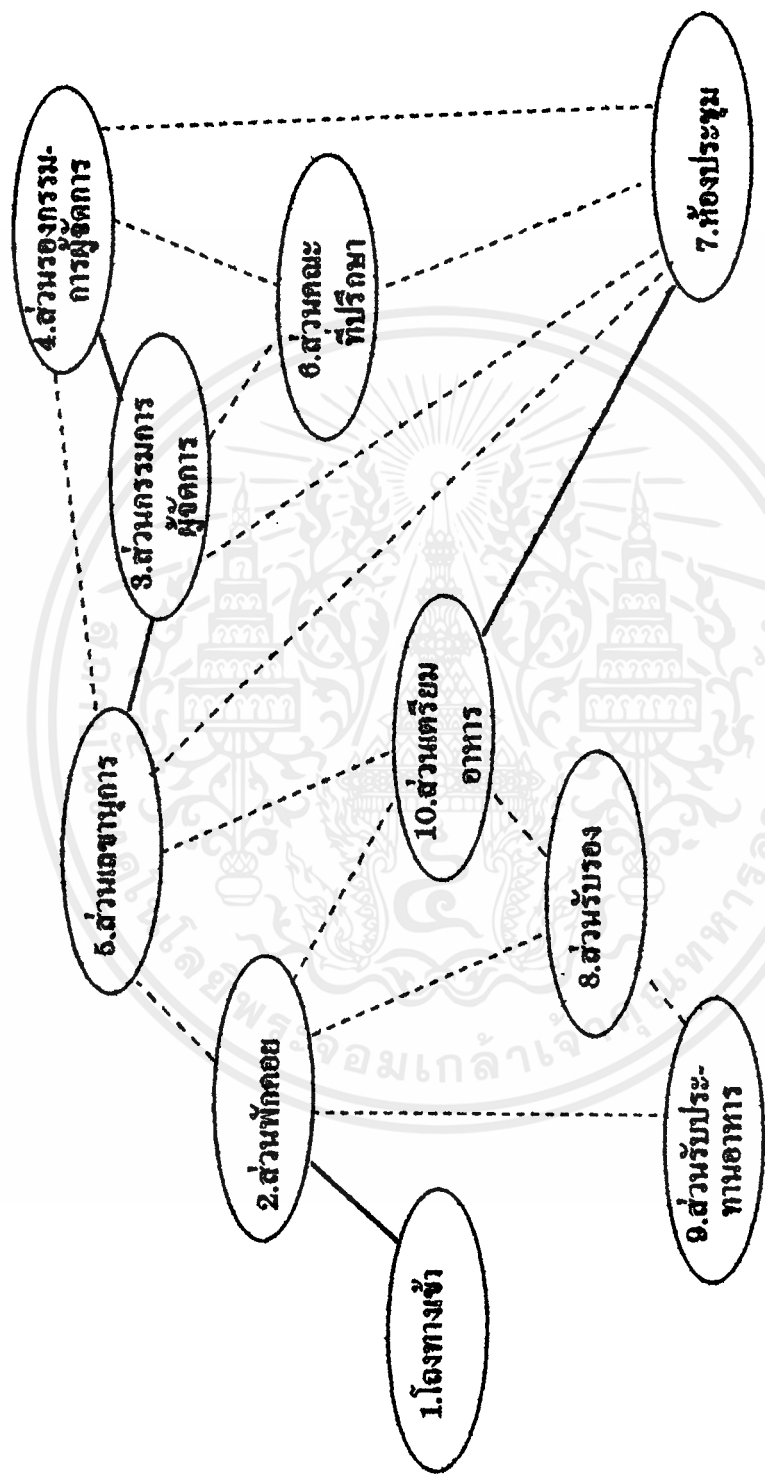 1.โถงทางเข้า
2.ส่วนพักคอย
3.ส่วนกรรมการ
ผู้จัดการ
4.ส่วนรองกรรม-
การผู้จัดการ
5.ส่วนเลขานุการ
6.ส่วนคณะ
ที่ปรึกษา
7.ห้องประชุม
8.ส่วนรับรอง
9.ส่วนรับประ-
ทานอาหาร
10.ส่วนเตรียม
อาหาร